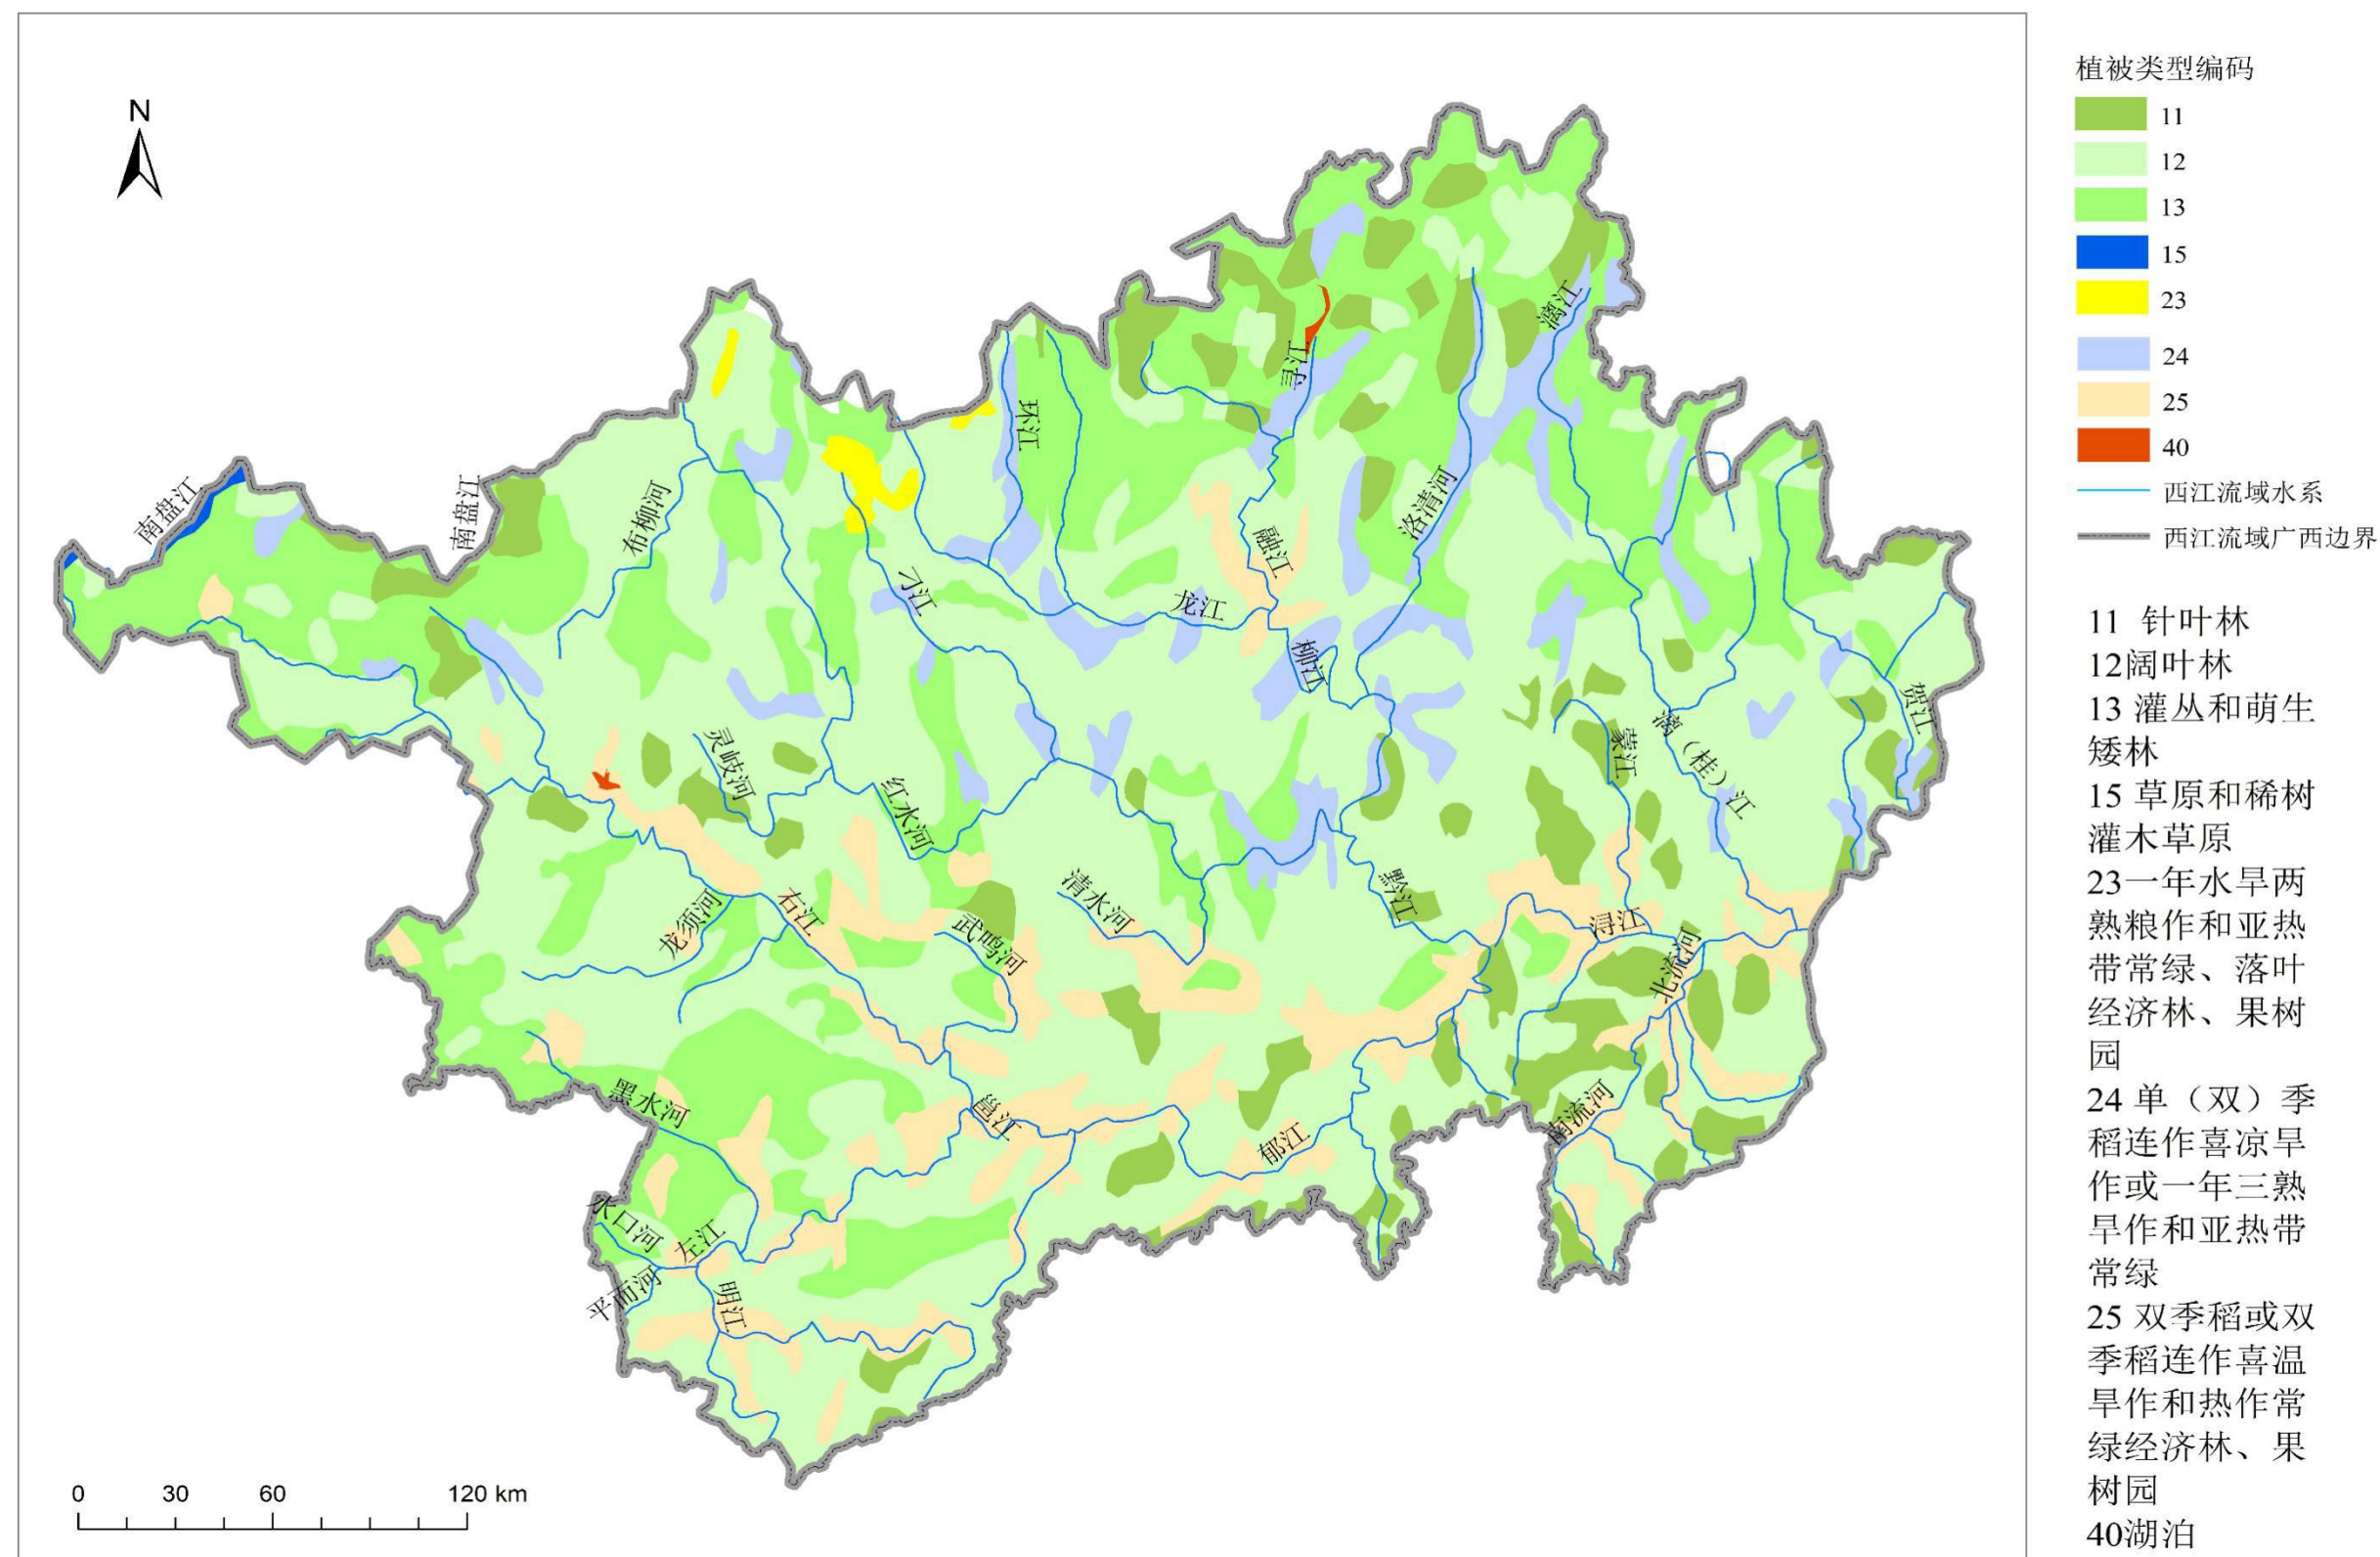 N
南盘江
南盘江
布柳河
刁江
环江
寻江
融江
龙江
柳江
洛清河
漓江
漓（桂）江
蒙江
贺江
灵岐河
红水河
清水河
黔江
浔江
北流河
龙须河
右江
武鸣河
黑水河
邕江
郁江
南流河
水口河
左江
平而河
明江
0 30 60 120 km
植被类型编码
11
12
13
15
23
24
25
40
西江流域水系
西江流域广西边界
11 针叶林
12阔叶林
13 灌丛和萌生
矮林
15 草原和稀树
灌木草原
23一年水旱两
熟粮作和亚热
带常绿、落叶
经济林、果树
园
24 单（双）季
稻连作喜凉旱
作或一年三熟
旱作和亚热带
常绿
25 双季稻或双
季稻连作喜温
旱作和热作常
绿经济林、果
树园
40湖泊